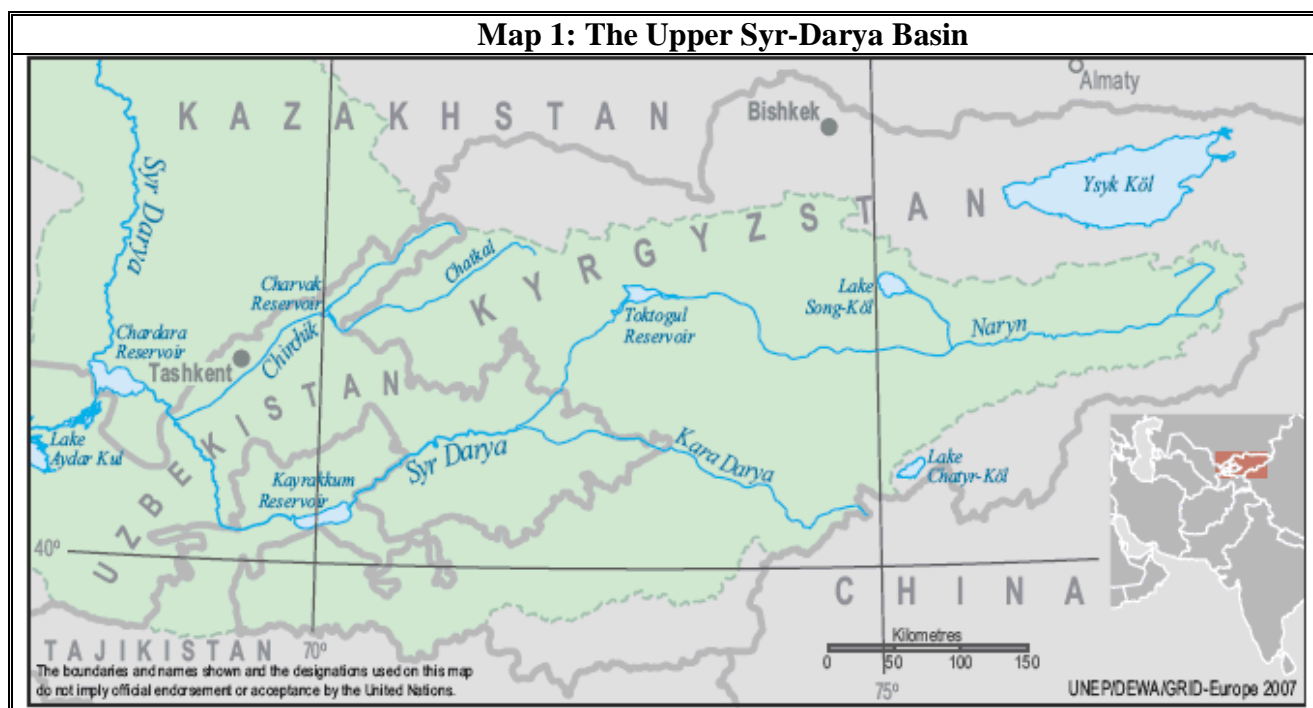 Map 1: The Upper Syr-Darya Basin
Almaty
KAZAKHSTAN
Bishkek
Syr Darya
Ysyk Köl
KYRGYZSTAN
Chatkal
Charvak
Reservoir
Lake
Song-Köl
Toktogul
Reservoir
Naryn
Chardara
Reservoir
Chirchik
Tashkent
UZBEKISTAN
Lake
Aydar Kul
Syr Darya
Kara Darya
Kayrakkum
Reservoir
Lake
Chatyr-Köl
40º
CHINA
TAJIKISTAN
70º
Kilometres
0 50 100 150
The boundaries and names shown and the designations used on this map
do not imply official endorsement or acceptance by the United Nations.
75º
UNEP/DEWA/GRID-Europe 2007